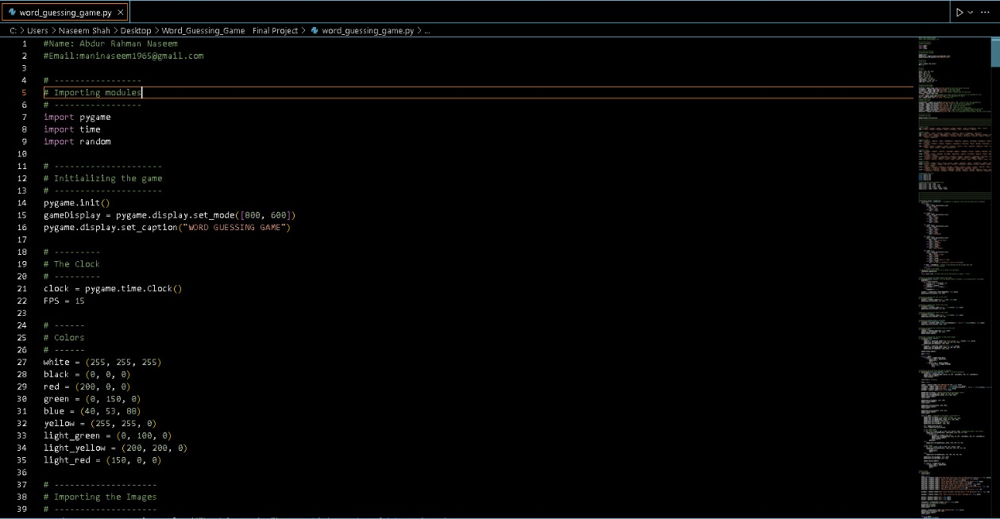 word_guessing_game.py ×
C: > Users > Naseem Shah > Desktop > Word_Guessing_Game Final Project > word_guessing_game.py > ...
1 #Name: Abdur Rahman Naseem
2 #Email:maninaseem1965@gmail.com
3
4 # -----------------
5 # Importing modules
6 # -----------------
7 import pygame
8 import time
9 import random
10
11 # ---------------------
12 # Initializing the game
13 # ---------------------
14 pygame.init()
15 gameDisplay = pygame.display.set_mode([800, 600])
16 pygame.display.set_caption("WORD GUESSING GAME")
17
18 # ---------
19 # The Clock
20 # ---------
21 clock = pygame.time.Clock()
22 FPS = 15
23
24 # ------
25 # Colors
26 # ------
27 white = (255, 255, 255)
28 black = (0, 0, 0)
29 red = (200, 0, 0)
30 green = (0, 150, 0)
31 blue = (40, 53, 88)
32 yellow = (255, 255, 0)
33 light_green = (0, 100, 0)
34 light_yellow = (200, 200, 0)
35 light_red = (150, 0, 0)
36
37 # --------------------
38 # Importing the Images
39 # --------------------